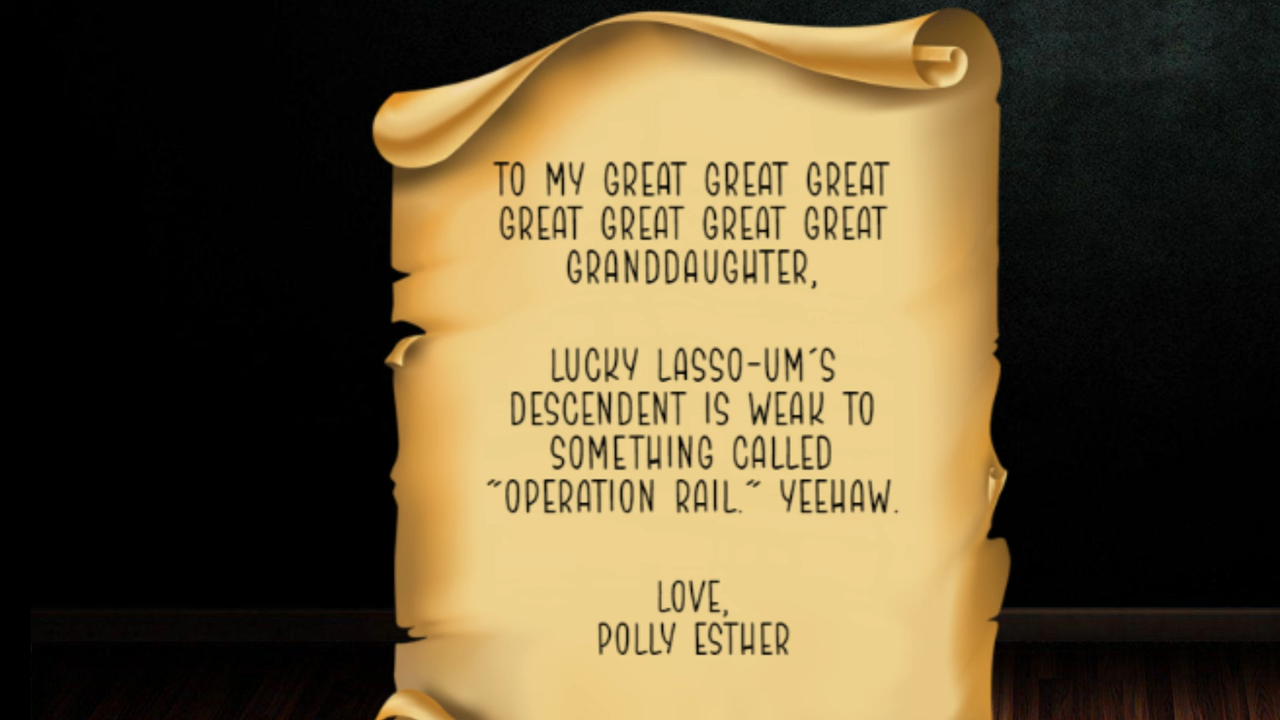 TO MY GREAT GREAT GREAT
GREAT GREAT GREAT GREAT
GRANDDAUGHTER,
LUCKY LASSO-UM'S
DESCENDENT IS WEAK TO
SOMETHING CALLED
"OPERATION RAIL." YEEHAW.
LOVE,
POLLY ESTHER